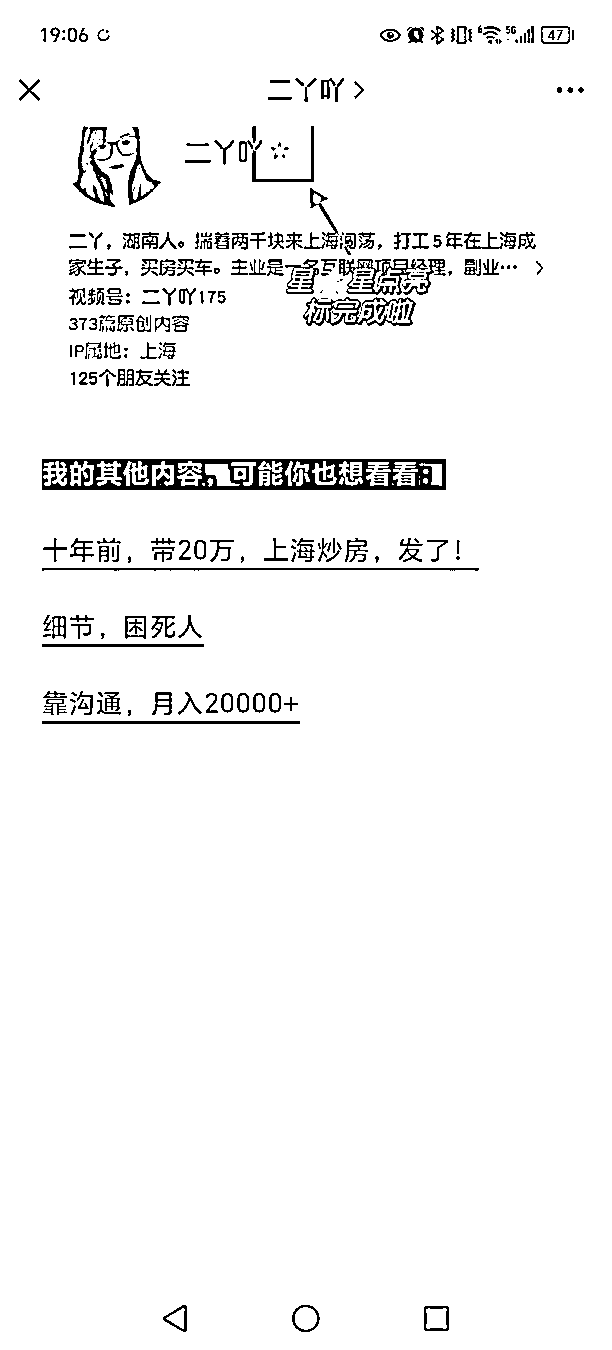 19:06
5G
47
二丫吖
二丫吖
二丫，湖南人。揣着两千块来上海闯荡，打工5年在上海成
家生子，买房买车。主业是一名互联网项目经理，副业…
星 星点亮
标完成啦
视频号：二丫吖175
373篇原创内容
IP属地：上海
125个朋友关注
我的其他内容，可能你也想看看：
十年前，带20万，上海炒房，发了！
细节，困死人
靠沟通，月入20000+